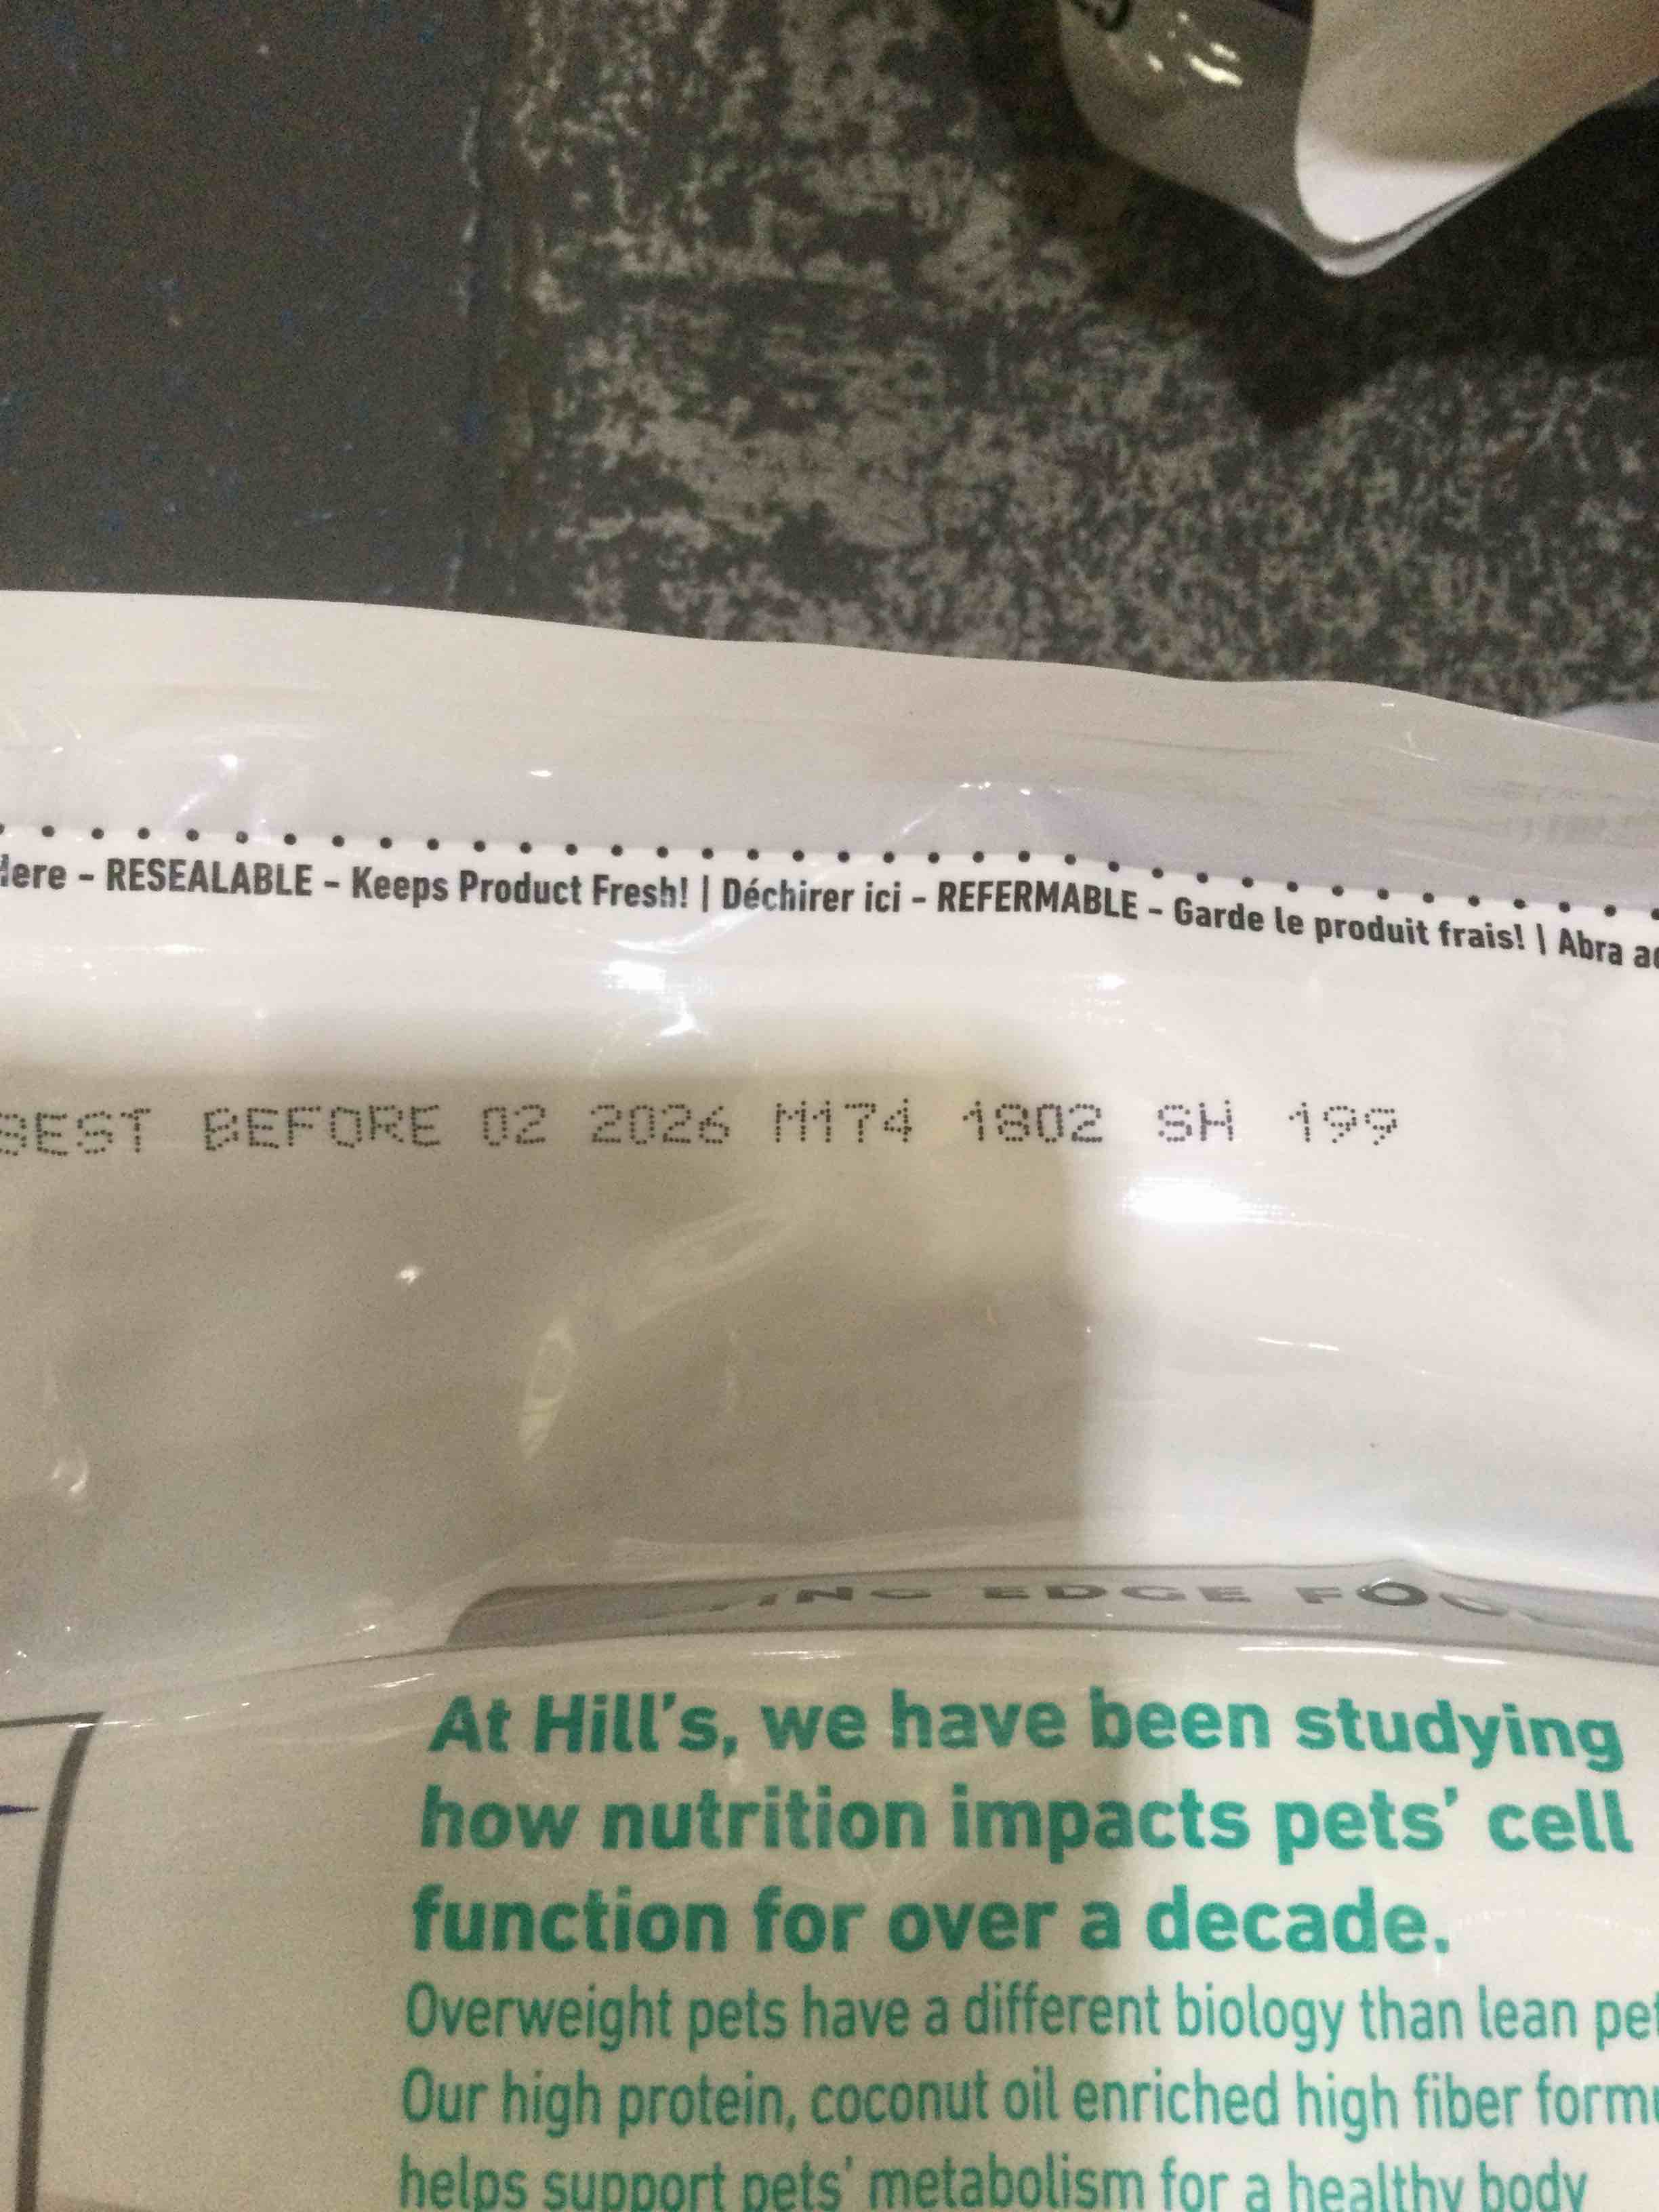 RESEALABLE - Keeps Product Fresh! | Déchirer ici - REFERMABLE - Garde le produit frais! | Abra
BEST BEFORE 02 2026 M174 1802 SH 199
EDGE
At Hill's, we have been studying
how nutrition impacts pets' cell
function for over a decade.
Overweight pets have a different biology than lean
Our high protein, coconut oil enriched high fiber
helps support pets' metabolism for a healthy body